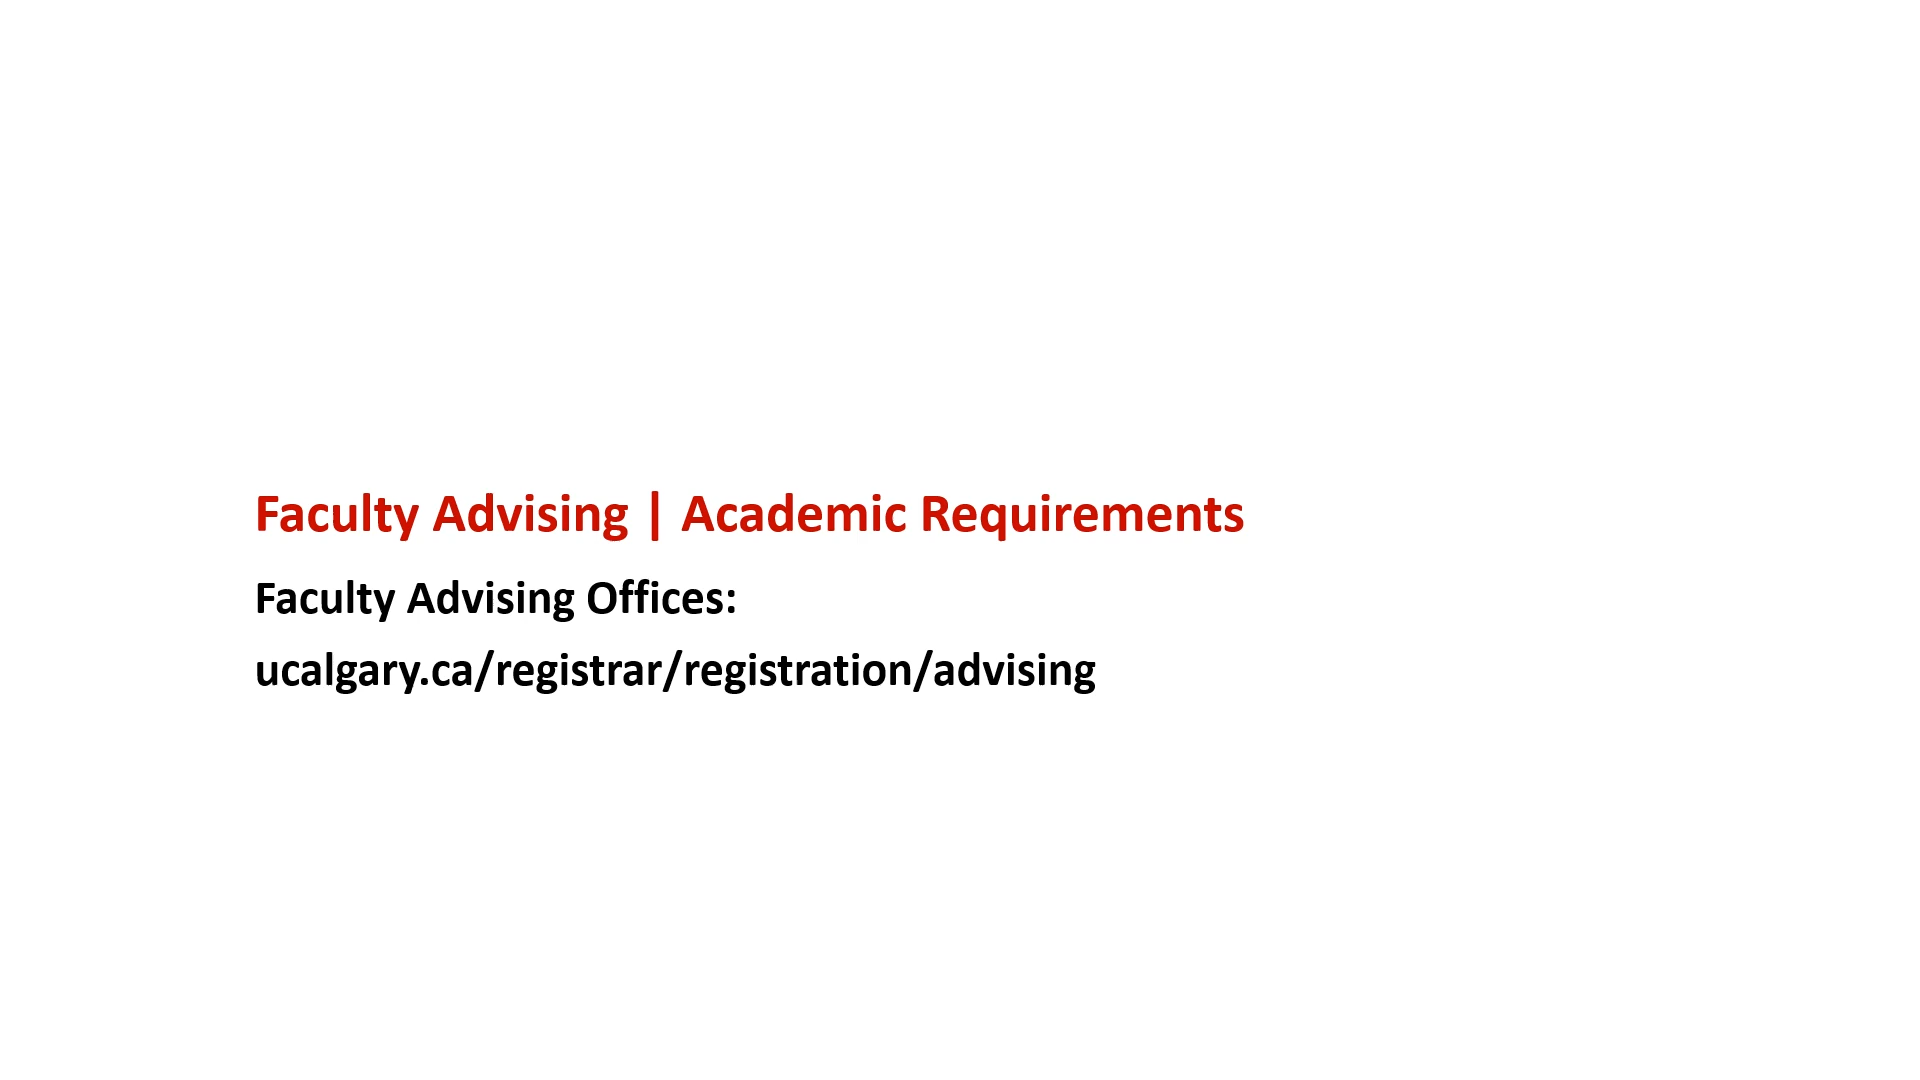 Faculty Advising | Academic Requirements
Faculty Advising Offices:
ucalgary.ca/registrar/registration/advising